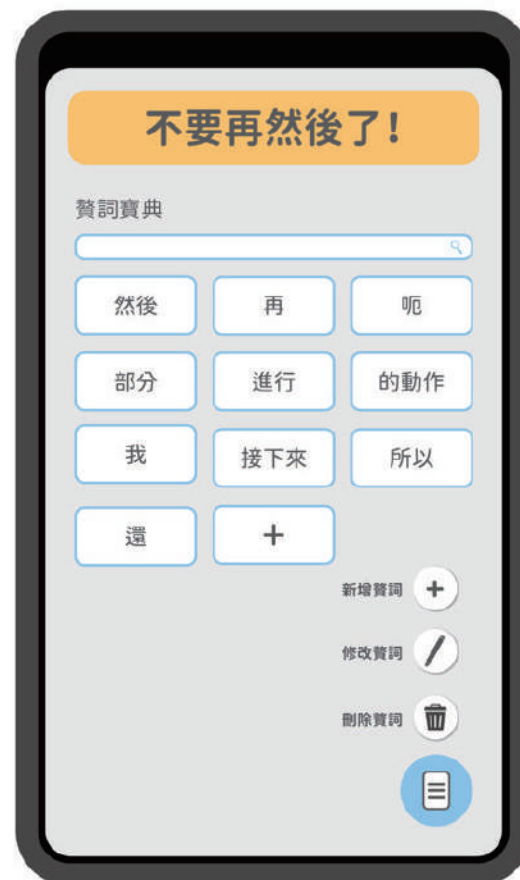 不要再然後了!
贅詞寶典
然後 再 呃
部分 進行 的動作
我 接下來 所以
還 +
新增贅詞 +
修改贅詞
刪除贅詞